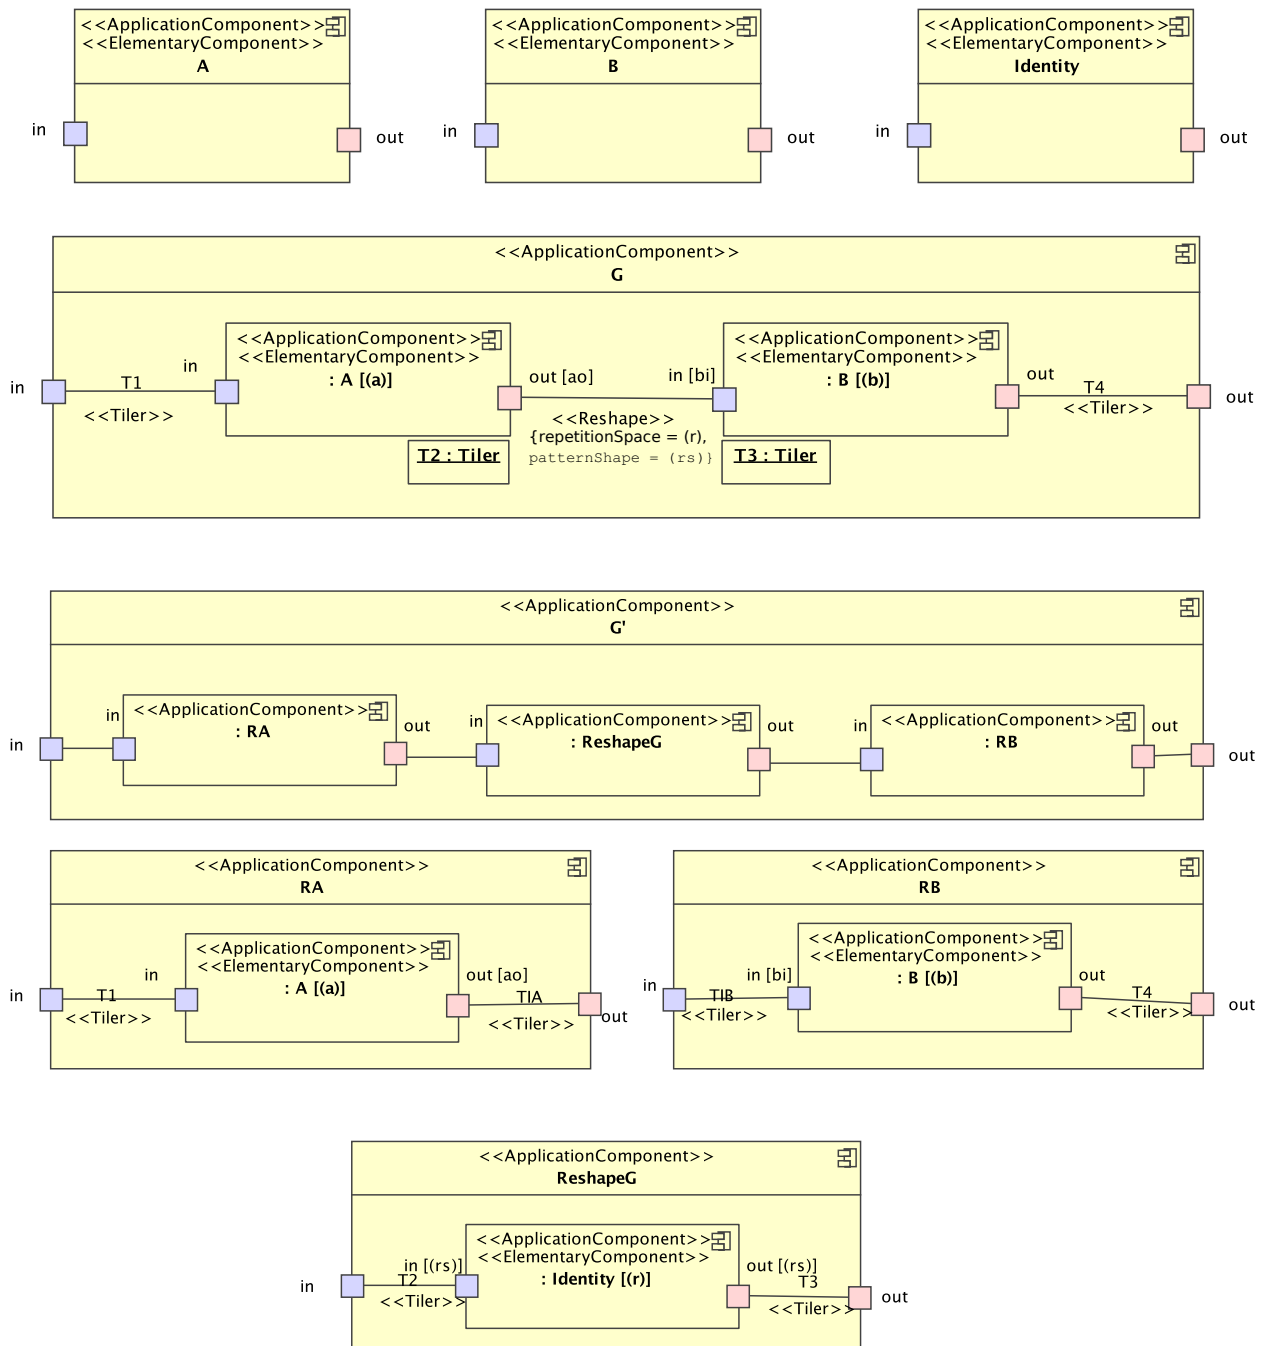 <<ApplicationComponent>>
<<ElementaryComponent>>
A
in
out
<<ApplicationComponent>>
<<ElementaryComponent>>
B
in
out
<<ApplicationComponent>>
<<ElementaryComponent>>
Identity
in
out
<<ApplicationComponent>>
G
in
T1
<<Tiler>>
in
<<ApplicationComponent>>
<<ElementaryComponent>>
: A [(a)]
out [ao]
in [bi]
<<Reshape>>
{repetitionSpace = (r),
patternShape = (rs)}
T2 : Tiler
T3 : Tiler
<<ApplicationComponent>>
<<ElementaryComponent>>
: B [(b)]
out
T4
<<Tiler>>
out
<<ApplicationComponent>>
G'
in
in
<<ApplicationComponent>>
: RA
out
in
<<ApplicationComponent>>
: ReshapeG
out
in
<<ApplicationComponent>>
: RB
out
out
<<ApplicationComponent>>
RA
in
T1
<<Tiler>>
in
<<ApplicationComponent>>
<<ElementaryComponent>>
: A [(a)]
out [ao]
TIA
<<Tiler>>
out
<<ApplicationComponent>>
RB
in
TIB
<<Tiler>>
in [bi]
<<ApplicationComponent>>
<<ElementaryComponent>>
: B [(b)]
out
T4
<<Tiler>>
out
<<ApplicationComponent>>
ReshapeG
in
in [(rs)]
T2
<<Tiler>>
<<ApplicationComponent>>
<<ElementaryComponent>>
: Identity [(r)]
out [(rs)]
T3
<<Tiler>>
out